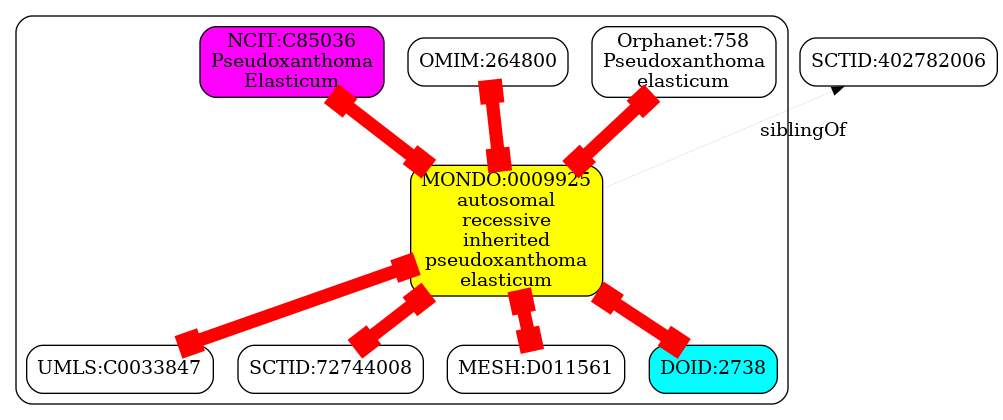 NCIT:C85036
Pseudoxanthoma
Elasticum
OMIM:264800
Orphanet:758
Pseudoxanthoma
elasticum
SCTID:402782006
siblingOf
MONDO:0009925
autosomal
recessive
inherited
pseudoxanthoma
elasticum
UMLS:C0033847
SCTID:72744008
MESH:D011561
DOID:2738